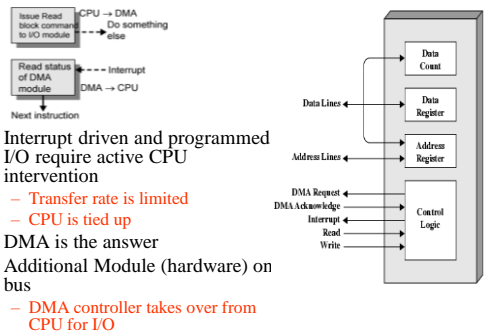 Issue Read
block command
to I/O module
CPU → DMA
Do something
else
Read status
of DMA
module
Interrupt
DMA → CPU
Next instruction
Interrupt driven and programmed
I/O require active CPU
intervention
– Transfer rate is limited
– CPU is tied up
DMA is the answer
Additional Module (hardware) on
bus
– DMA controller takes over from
CPU for I/O
Data
Count
Data Lines
Data
Register
Address Lines
Address
Register
DMA Request
DMA Acknowledge
Interrupt
Read
Write
Control
Logic